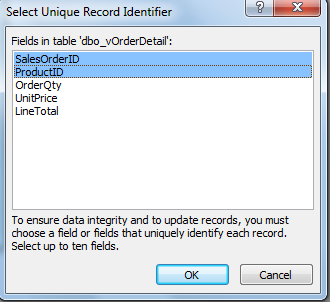 Select Unique Record Identifier
Fields in table 'dbo_vOrderDetail':
SalesOrderID
ProductID
OrderQty
UnitPrice
LineTotal
To ensure data integrity and to update records, you must
choose a field or fields that uniquely identify each record.
Select up to ten fields.
OK Cancel